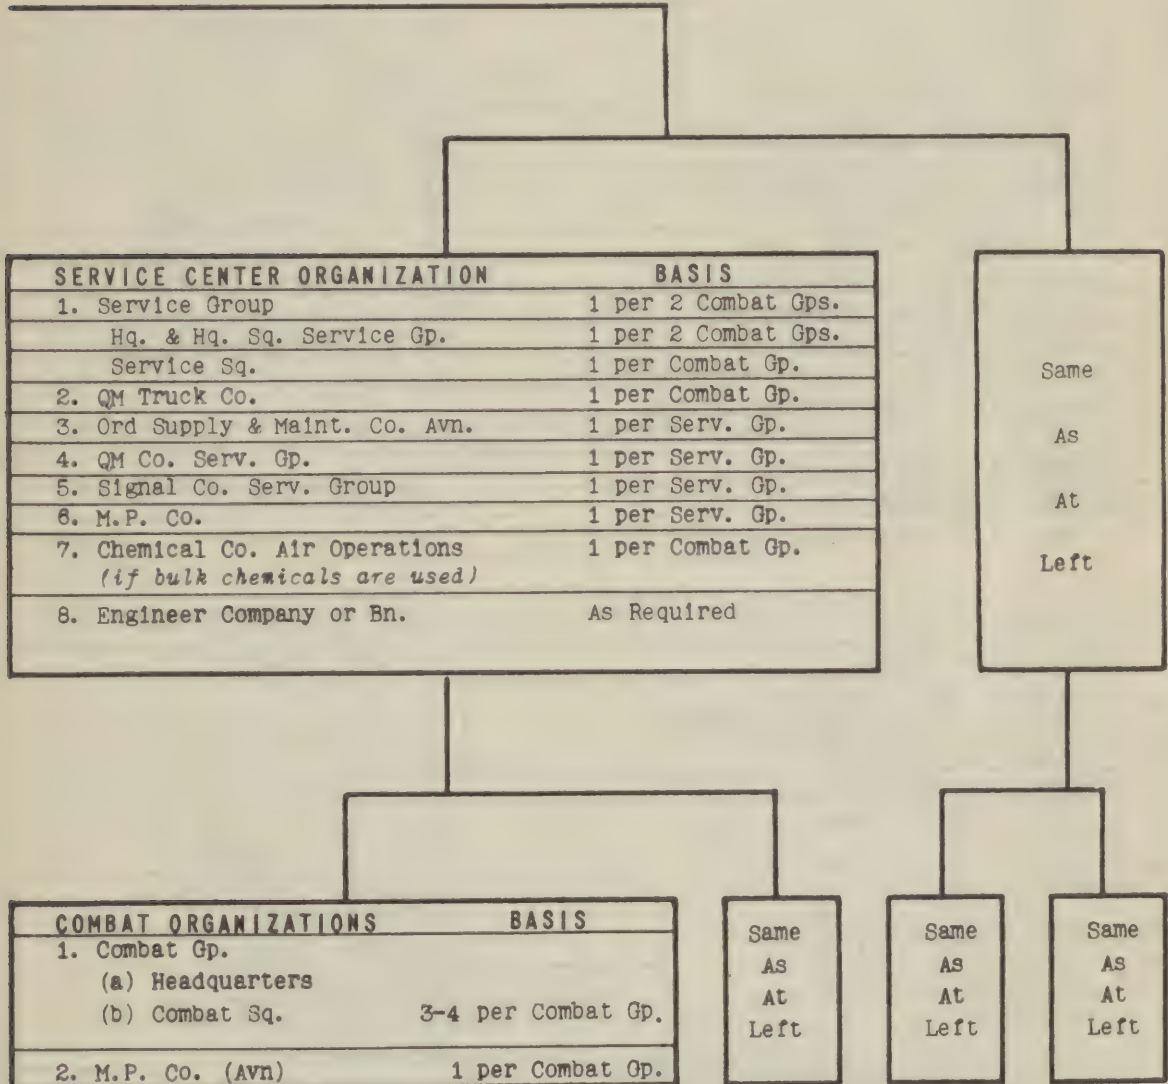 SERVICE CENTER ORGANIZATION BASIS
1. Service Group 1 per 2 Combat Gps.
Hq. & Hq. Sq. Service Gp. 1 per 2 Combat Gps.
Service Sq. 1 per Combat Gp.
2. QM Truck Co. 1 per Combat Gp.
3. Ord Supply & Maint. Co. Avn. 1 per Serv. Gp.
4. QM Co. Serv. Gp. 1 per Serv. Gp.
5. Signal Co. Serv. Group 1 per Serv. Gp.
6. M.P. Co. 1 per Serv. Gp.
7. Chemical Co. Air Operations 1 per Combat Gp.
(if bulk chemicals are used)
8. Engineer Company or Bn. As Required
Same
As
At
Left
COMBAT ORGANIZATIONS BASIS
1. Combat Gp.
(a) Headquarters
(b) Combat Sq. 3-4 per Combat Gp.
2. M.P. Co. (Avn) 1 per Combat Gp.
Same
As
At
Left
Same
As
At
Left
Same
As
At
Left